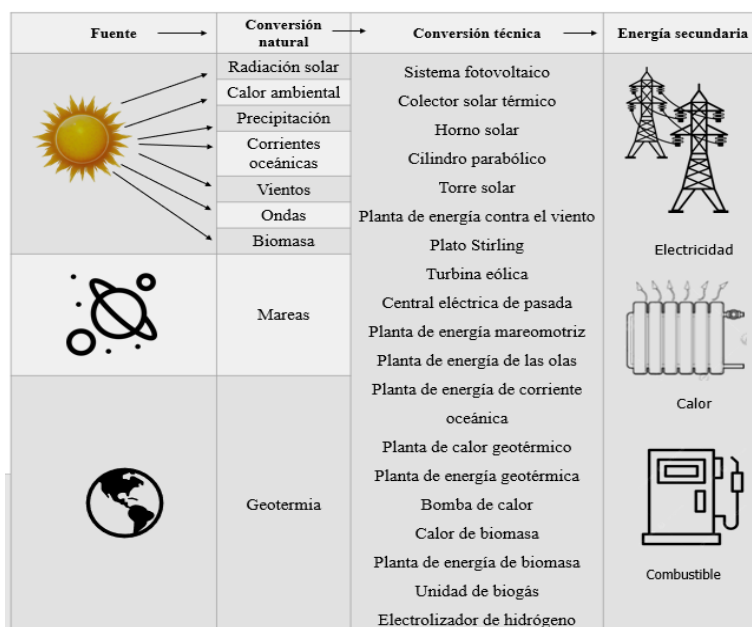 Fuente
Conversión
natural
Conversión técnica
Energía secundaria
Radiación solar
Calor ambiental
Precipitación
Corrientes
oceánicas
Vientos
Ondas
Biomasa
Mareas
Geotermia
Sistema fotovoltaico
Colector solar térmico
Horno solar
Cilindro parabólico
Torre solar
Planta de energía contra el viento
Plato Stirling
Turbina eólica
Central eléctrica de pasada
Planta de energía mareomotriz
Planta de energía de las olas
Planta de energía de corriente
oceánica
Planta de calor geotérmico
Planta de energía geotérmica
Bomba de calor
Calor de biomasa
Planta de energía de biomasa
Unidad de biogás
Electrolizador de hidrógeno
Electricidad
Calor
Combustible